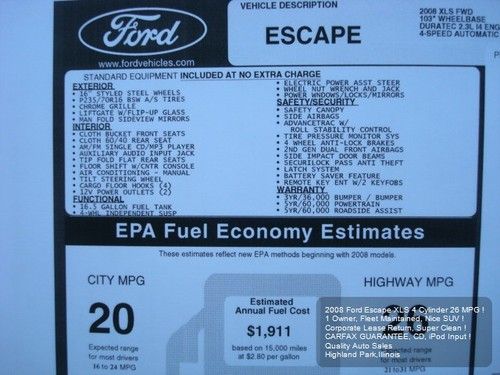 Ford
www.fordvehicles.com
VEHICLE DESCRIPTION
ESCAPE
2008 XLS FWD
103" WHEELBASE
DURATEC 2.3L I4 ENG
4-SPEED AUTOMATIC
STANDARD EQUIPMENT INCLUDED AT NO EXTRA CHARGE
EXTERIOR
• 16" STYLED STEEL WHEELS
• P235/70R16 BSW A/S TIRES
• CHROME GRILLE
• LIFTGATE W/FLIP-UP GLASS
• MAN FOLD SIDEVIEW MIRRORS
INTERIOR
• CLOTH BUCKET FRONT SEATS
• CLOTH 60/40 REAR SEAT
• AM/FM SINGLE CD/MP3 PLAYER
• AUXILIARY AUDIO INPUT JACK
• TIP FOLD FLAT REAR SEATS
• FLOOR SHIFT W/CNTR CONSOLE
• AIR CONDITIONING - MANUAL
• TILT STEERING WHEEL
• CARGO FLOOR HOOKS (4)
• 12V POWER OUTLETS (2)
FUNCTIONAL
• 16.5 GALLON FUEL TANK
• 4-WHL INDEPENDENT SUSP
• ELECTRIC POWER ASST STEER
• WHEEL NUT WRENCH AND JACK
• POWER WNDOWS/LOCKS/MIRRORS
SAFETY/SECURITY
• SAFETY CANOPY
• SIDE AIRBAGS
• ADVANCETRAC W/
ROLL STABILITY CONTROL
• TIRE PRESSURE MONITOR SYS
• 4 WHEEL ANTI-LOCK BRAKES
• 2ND GEN DUAL FRONT AIRBAGS
• SIDE IMPACT DOOR BEAMS
• SECURILOCK PASS ANTI THEFT
• LATCH SYSTEM
• BATTERY SAVER FEATURE
• REMOTE KEY ENT W/2 KEYFOBS
WARRANTY
• 3YR/36,000 BUMPER / BUMPER
• 5YR/60,000 POWERTRAIN
• 5YR/60,000 ROADSIDE ASSIST
EPA Fuel Economy Estimates
These estimates reflect new EPA methods beginning with 2008 models.
CITY MPG
20
Expected range
for most drivers
16 to 24 MPG
Estimated
Annual Fuel Cost
$1,911
based on 15,000 miles
at $2.80 per gallon
HIGHWAY MPG
26
Expected range
for most drivers
21 to 31 MPG
2008 Ford Escape XLS 4 Cylinder 26 MPG !
1 Owner, Fleet Maintained, Nice SUV !
Corporate Lease Return, Super Clean !
CARFAX GUARANTEE, CD, iPod Input !
Quality Auto Sales
Highland Park,Illinois